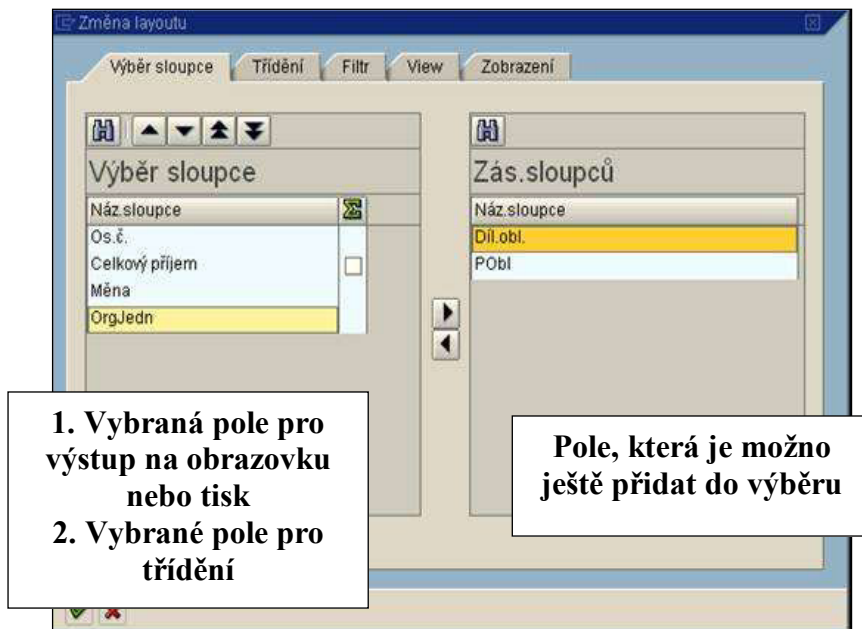 Změna layoutu
Výběr sloupce
Třídění
Filtr
View
Zobrazení
Výběr sloupce
Náz.sloupce
Os.č.
Celkový příjem
Měna
OrgJedn
Zás.sloupců
Náz.sloupce
Díl.obl.
PObl
1. Vybraná pole pro
výstup na obrazovku
nebo tisk
2. Vybrané pole pro
třídění
Pole, která je možno
ještě přidat do výběru